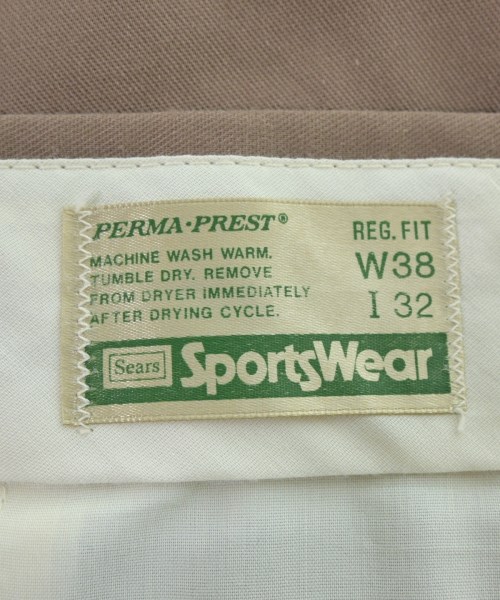 PERMA•PREST®
MACHINE WASH WARM.
TUMBLE DRY. REMOVE
FROM DRYER IMMEDIATELY
AFTER DRYING CYCLE.
REG. FIT
W38
I 32
Sears SportsWear